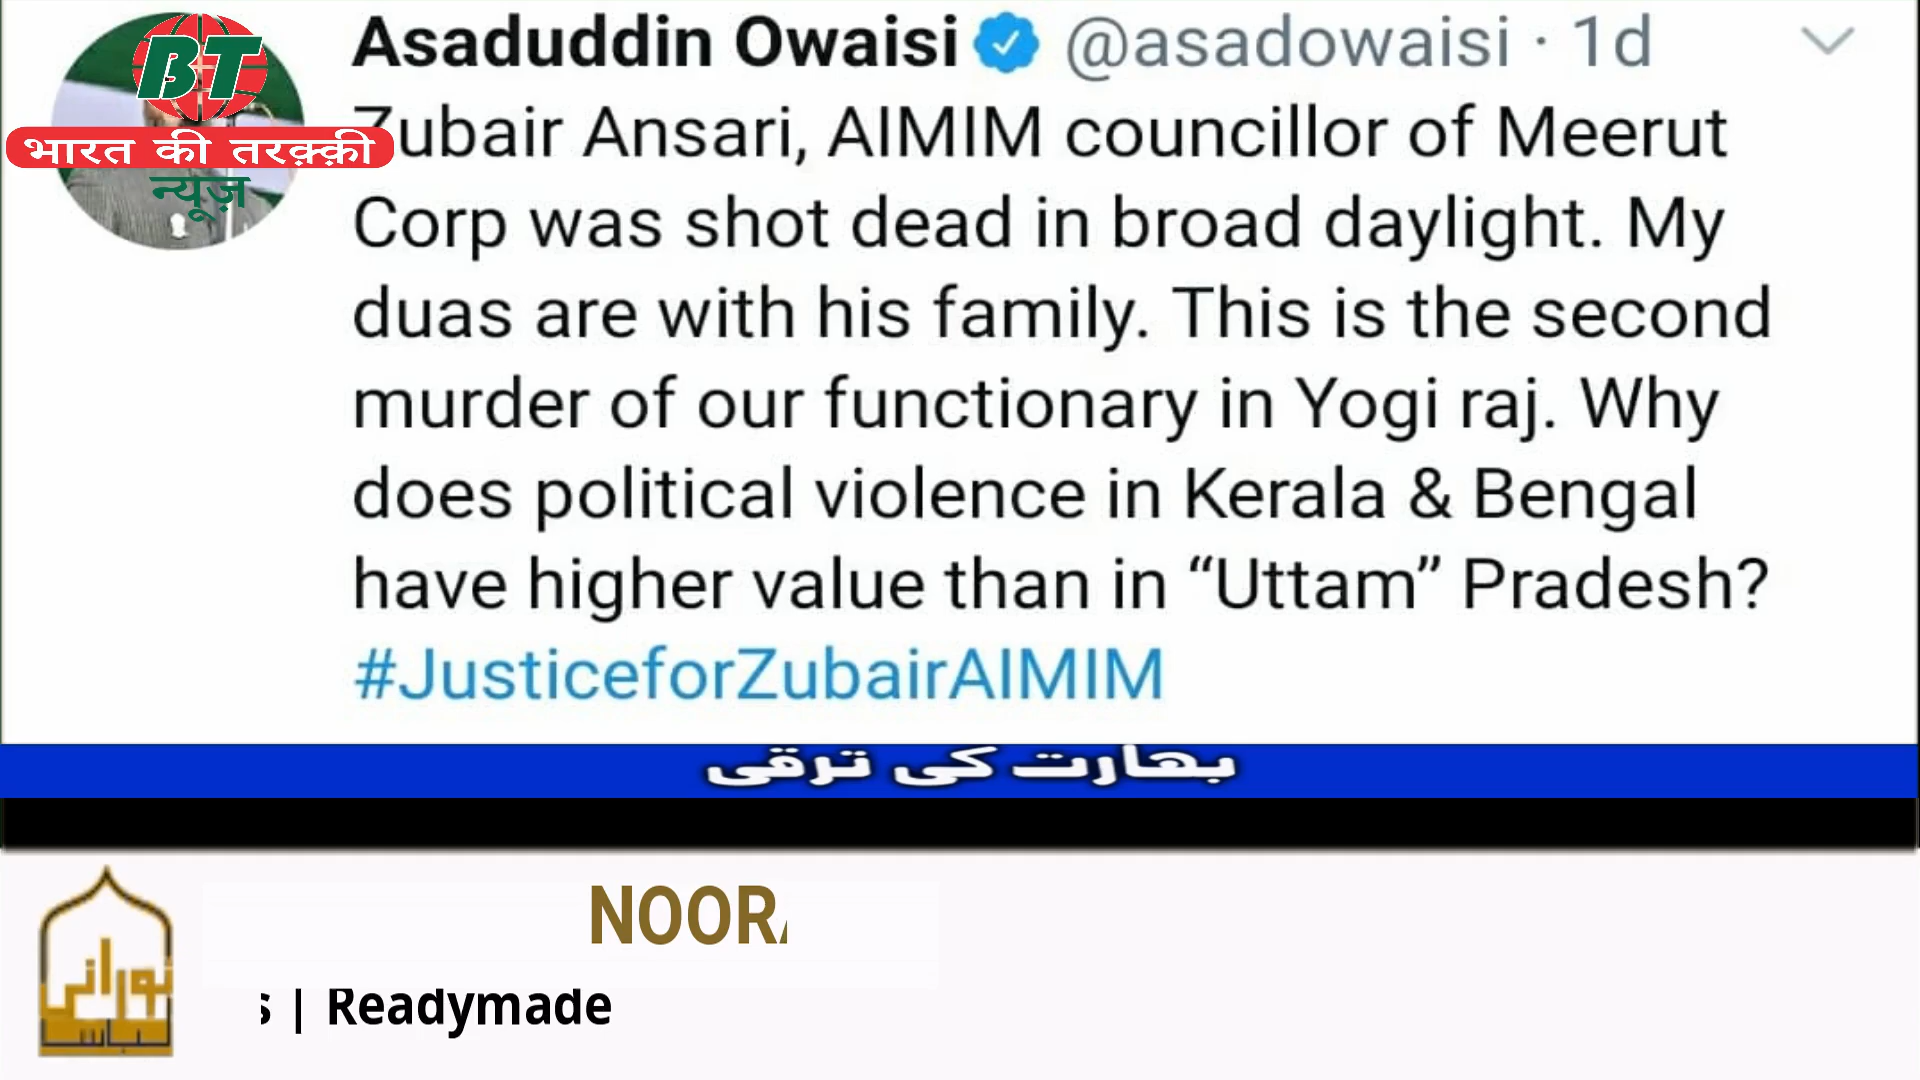 BT
भारत की तरक़्क़ी
न्यूज़
Asaduddin Owaisi @asadowaisi · 1d
Zubair Ansari, AIMIM councillor of Meerut
Corp was shot dead in broad daylight. My
duas are with his family. This is the second
murder of our functionary in Yogi raj. Why
does political violence in Kerala & Bengal
have higher value than in “Uttam” Pradesh?
#JusticeforZubairAIMIM
بھارت کی ترقی
نورانی
لباسا
NOOR
s | Readymade